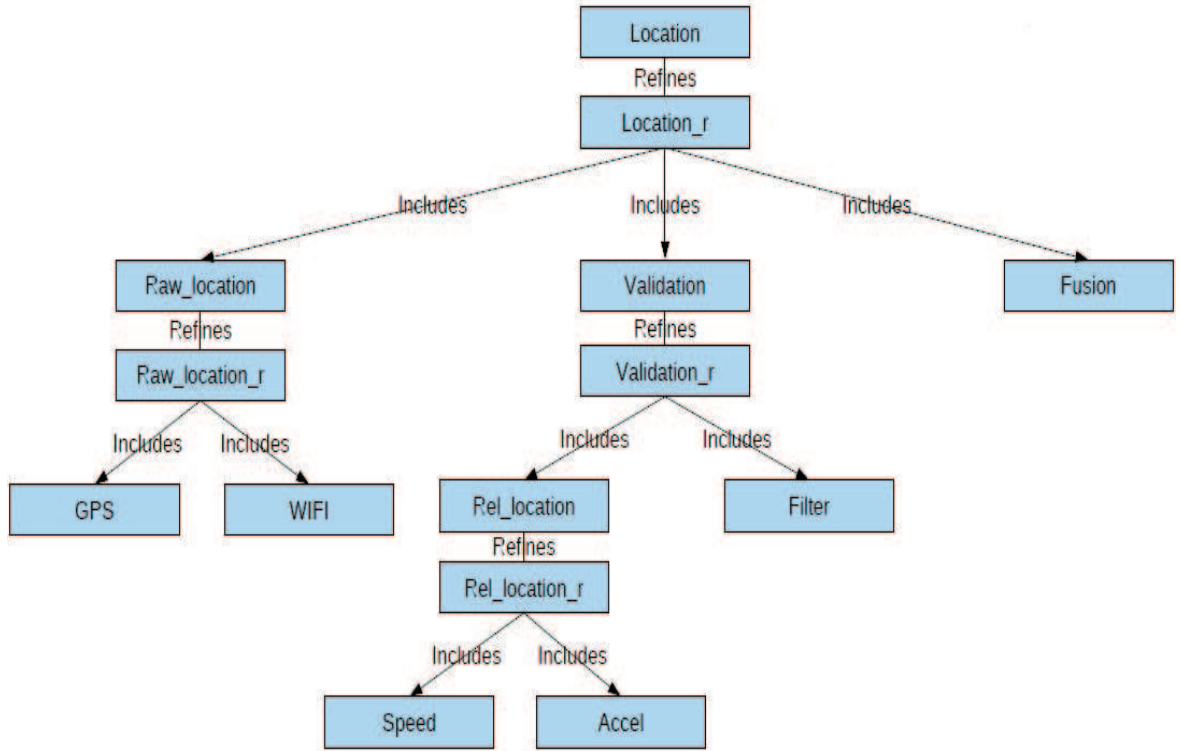 Location
Refines
Location_r
Includes Includes Includes
Raw_location Validation Fusion
Refines Refines
Raw_location_r Validation_r
Includes Includes Includes Includes
GPS WIFI Rel_location Filter
Refines
Rel_location_r
Includes Includes
Speed Accel